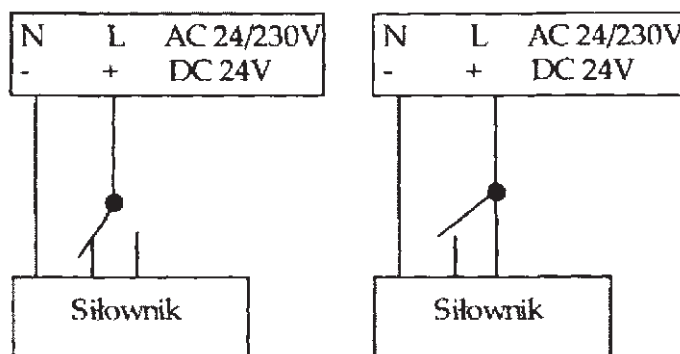 N L AC 24/230V
- + DC 24V
Siłownik
N L AC 24/230V
- + DC 24V
Siłownik